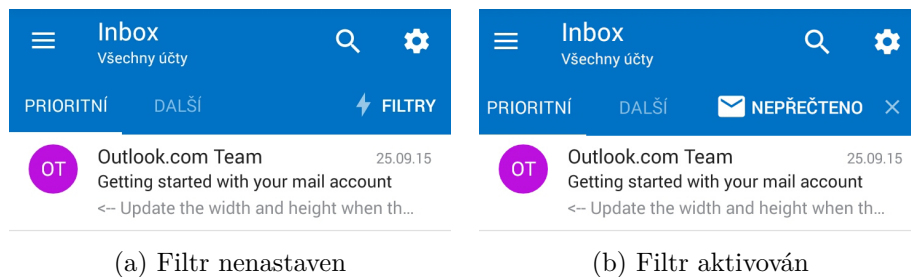 Inbox
Všechny účty
PRIORITNÍ DALŠÍ FILTRY
OT
Outlook.com Team 25.09.15
Getting started with your mail account
<-- Update the width and height when th...
(a) Filtr nenastaven
Inbox
Všechny účty
PRIORITNÍ DALŠÍ NEPŘEČTENO
OT
Outlook.com Team 25.09.15
Getting started with your mail account
<-- Update the width and height when th...
(b) Filtr aktivován